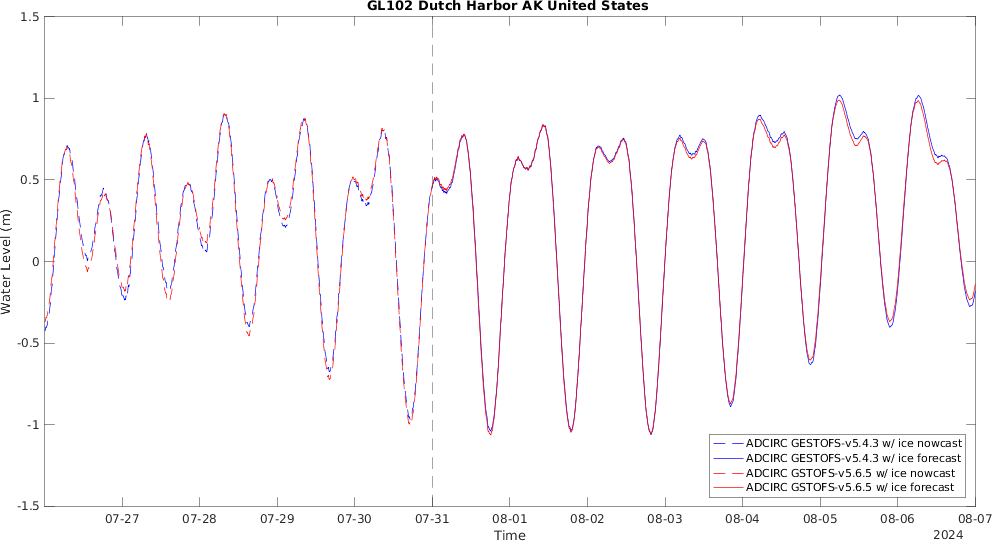 GL102 Dutch Harbor AK United States
1.5
1
0.5
0
-0.5
-1
-1.5
Water Level (m)
07-27 07-28 07-29 07-30 07-31 08-01 08-02 08-03 08-04 08-05 08-06 08-07
Time
2024
ADCIRC GESTOFS-v5.4.3 w/ ice nowcast
ADCIRC GESTOFS-v5.4.3 w/ ice forecast
ADCIRC GSTOFS-v5.6.5 w/ ice nowcast
ADCIRC GSTOFS-v5.6.5 w/ ice forecast